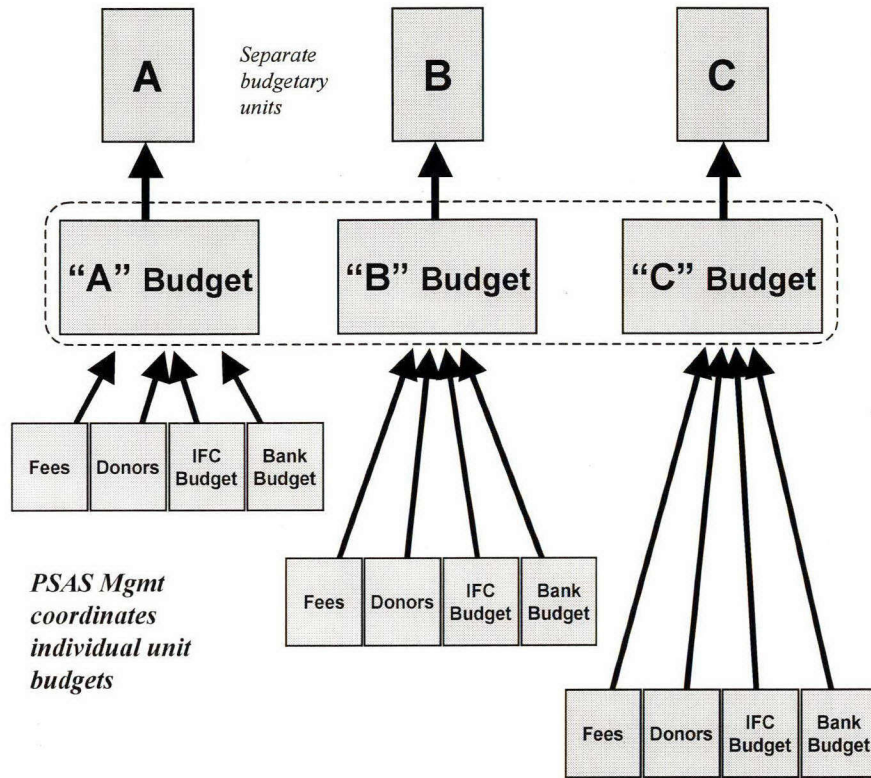 A
Separate
budgetary
units
B
C
“A” Budget
“B” Budget
“C” Budget
Fees
Donors
IFC
Budget
Bank
Budget
PSAS Mgmt
coordinates
individual unit
budgets
Fees
Donors
IFC
Budget
Bank
Budget
Fees
Donors
IFC
Budget
Bank
Budget